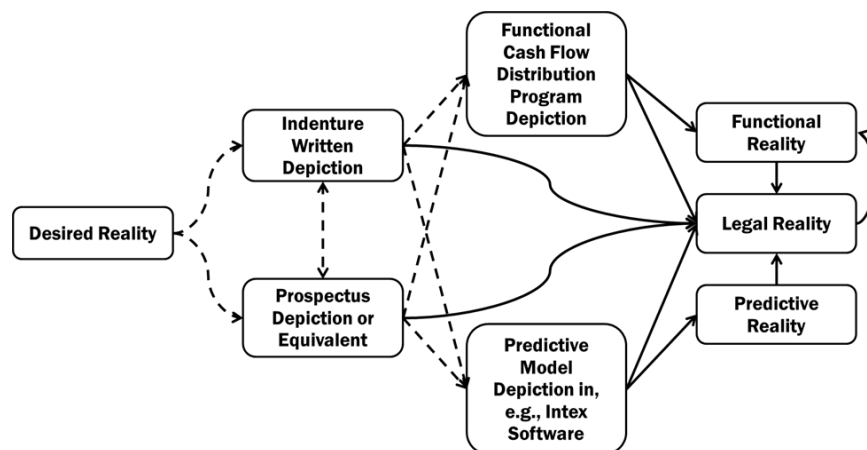 Desired Reality
Indenture
Written
Depiction
Prospectus
Depiction or
Equivalent
Functional
Cash Flow
Distribution
Program
Depiction
Predictive
Model
Depiction in,
e.g., Intex
Software
Functional
Reality
Legal Reality
Predictive
Reality